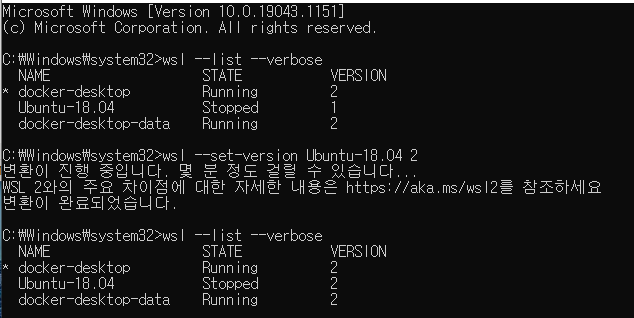 Microsoft Windows [Version 10.0.19043.1151]
(c) Microsoft Corporation. All rights reserved.
C:₩Windows₩system32>wsl --list --verbose
NAME STATE VERSION
* docker-desktop Running 2
Ubuntu-18.04 Stopped 1
docker-desktop-data Running 2
C:₩Windows₩system32>wsl --set-version Ubuntu-18.04 2
변환이 진행 중입니다. 몇 분 정도 걸릴 수 있습니다...
WSL 2와의 주요 차이점에 대한 자세한 내용은 https://aka.ms/wsl2를 참조하세요
변환이 완료되었습니다.
C:₩Windows₩system32>wsl --list --verbose
NAME STATE VERSION
* docker-desktop Running 2
Ubuntu-18.04 Stopped 2
docker-desktop-data Running 2